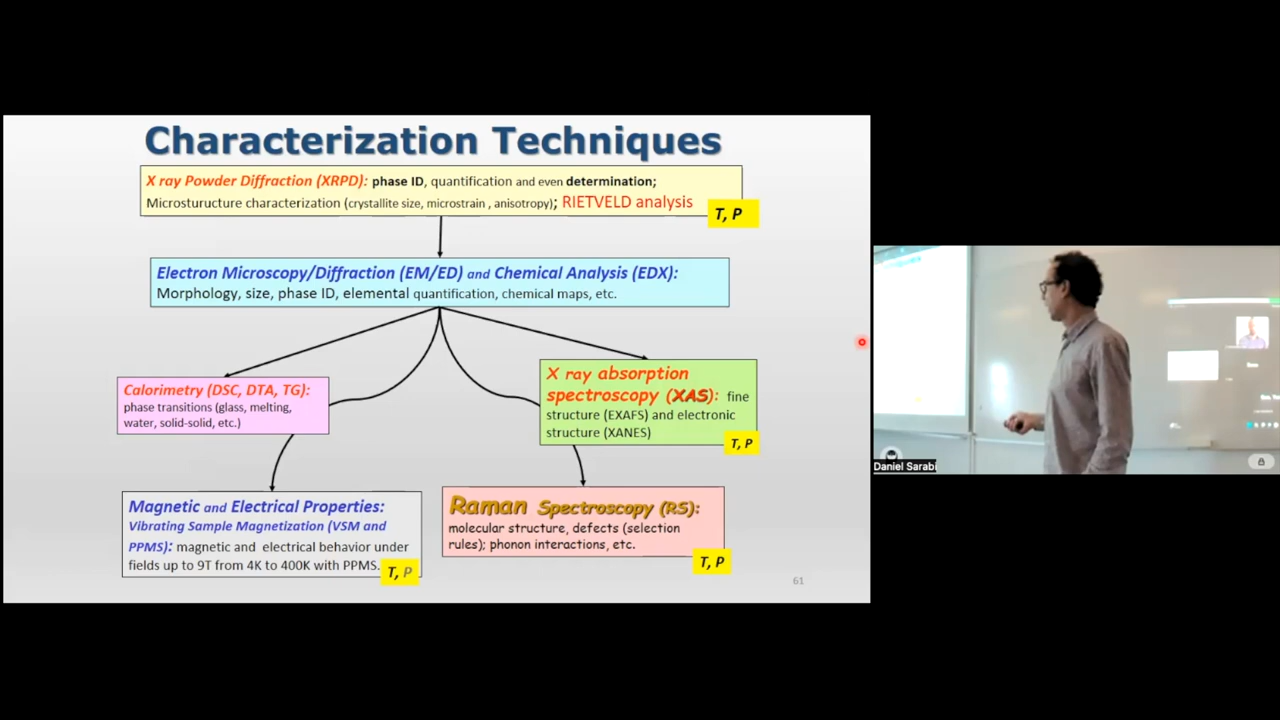 Characterization Techniques
X ray Powder Diffraction (XRPD): phase ID, quantification and even determination;
Microsturucture characterization (crystallite size, microstrain , anisotropy); RIETVELD analysis
T, P
Electron Microscopy/Diffraction (EM/ED) and Chemical Analysis (EDX):
Morphology, size, phase ID, elemental quantification, chemical maps, etc.
Calorimetry (DSC, DTA, TG):
phase transitions (glass, melting,
water, solid-solid, etc.)
X ray absorption
spectroscopy (XAS): fine
structure (EXAFS) and electronic
structure (XANES)
T, P
Magnetic and Electrical Properties:
Vibrating Sample Magnetization (VSM and
PPMS): magnetic and electrical behavior under
fields up to 9T from 4K to 400K with PPMS.
T, P
Raman Spectroscopy (RS):
molecular structure, defects (selection
rules); phonon interactions, etc.
T, P
61
Daniel Sarabi